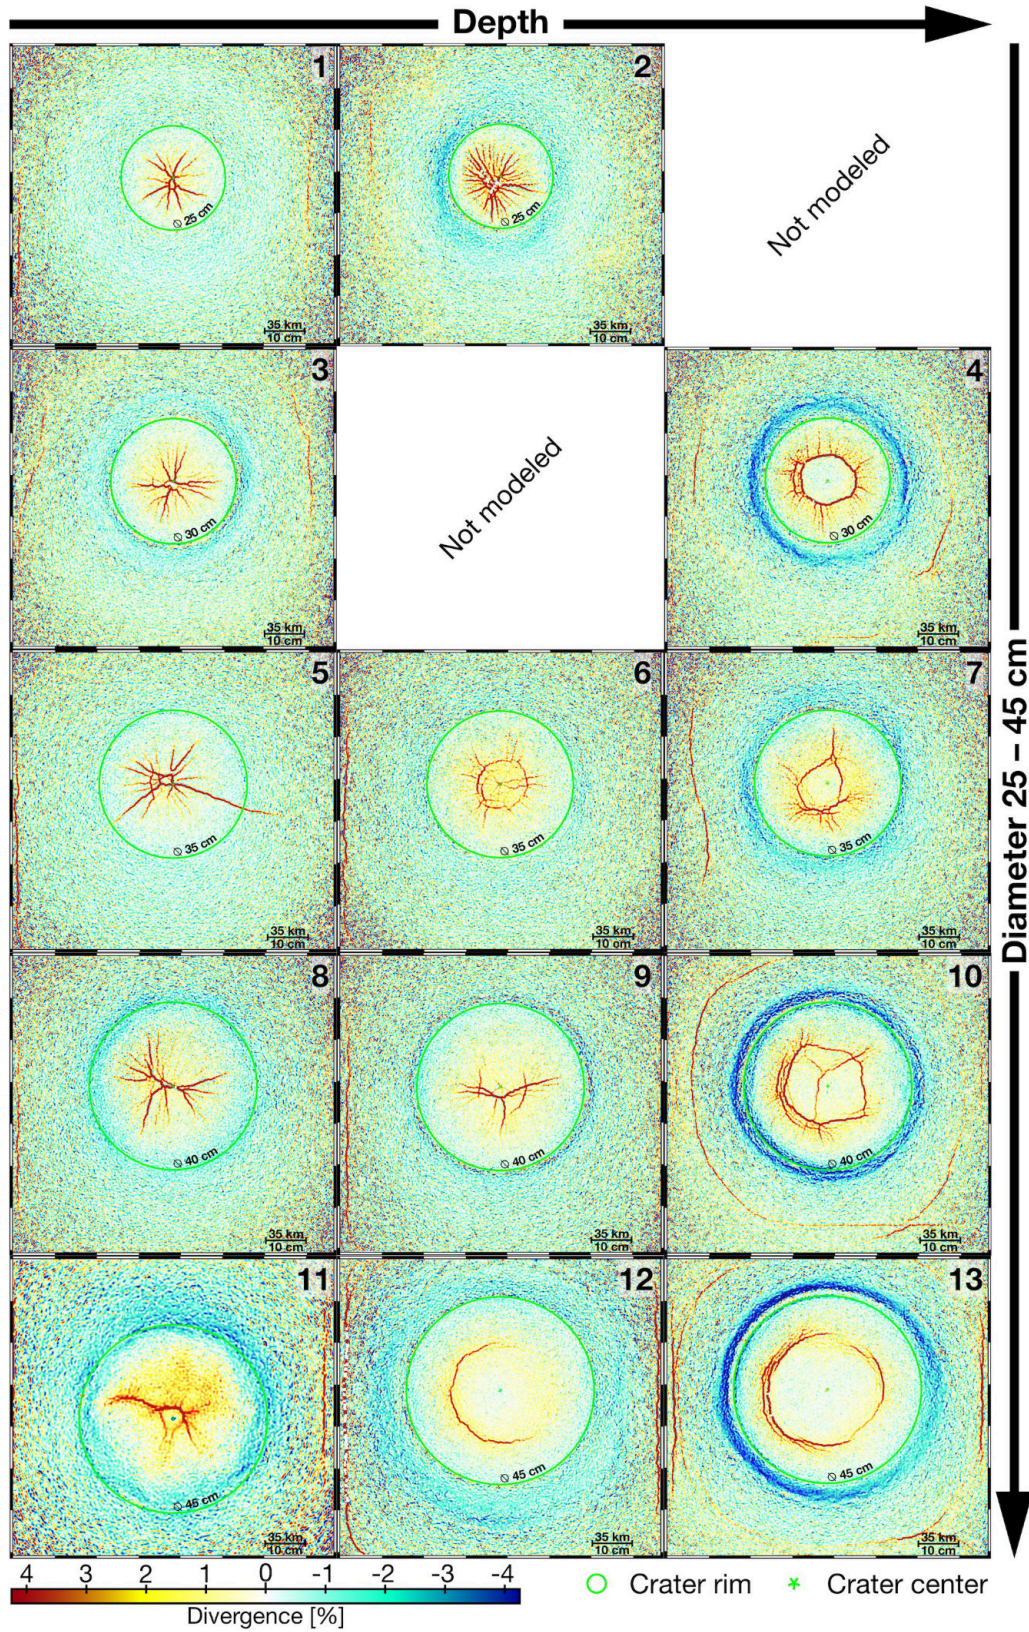 Depth
1
2
Not modeled
∅ 25 cm
∅ 25 cm
35 km
10 cm
35 km
10 cm
3
Not modeled
4
∅ 30 cm
∅ 30 cm
35 km
10 cm
35 km
10 cm
Diameter 25 – 45 cm
5
6
7
∅ 35 cm
∅ 35 cm
∅ 35 cm
35 km
10 cm
35 km
10 cm
35 km
10 cm
8
9
10
∅ 40 cm
∅ 40 cm
∅ 40 cm
35 km
10 cm
35 km
10 cm
35 km
10 cm
11
12
13
∅ 45 cm
∅ 45 cm
∅ 45 cm
35 km
10 cm
35 km
10 cm
35 km
10 cm
4 3 2 1 0 -1 -2 -3 -4
Divergence [%]
Crater rim
Crater center